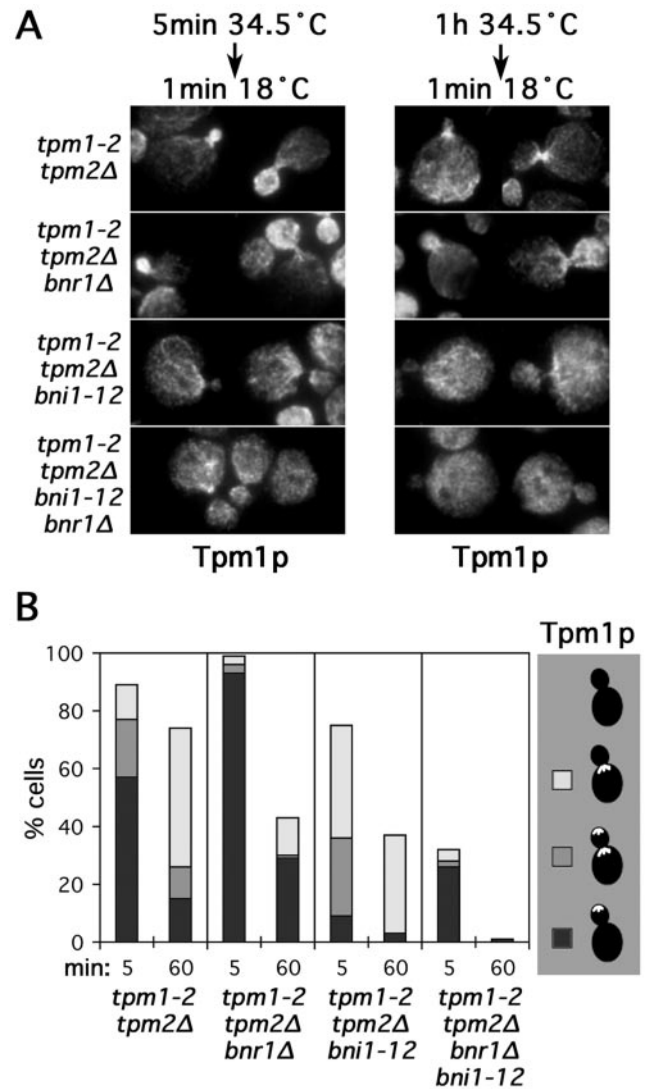 A
5min 34.5˚C
1h 34.5˚C
1min 18˚C
1min 18˚C
tpm1-2
tpm2Δ
tpm1-2
tpm2Δ
bnr1Δ
tpm1-2
tpm2Δ
bni1-12
tpm1-2
tpm2Δ
bni1-12
bnr1Δ
Tpm1p
Tpm1p
B
Tpm1p
100
80
60
40
20
0
% cells
min: 5 60 5 60 5 60 5 60
tpm1-2
tpm2Δ
tpm1-2
tpm2Δ
bnr1Δ
tpm1-2
tpm2Δ
bni1-12
tpm1-2
tpm2Δ
bnr1Δ
bni1-12